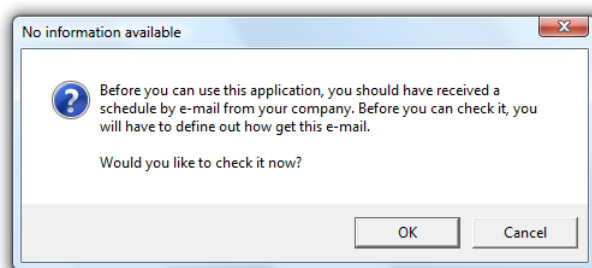 No information available
Before you can use this application, you should have received a
schedule by e-mail from your company. Before you can check it, you
will have to define out how get this e-mail.
Would you like to check it now?
OK
Cancel